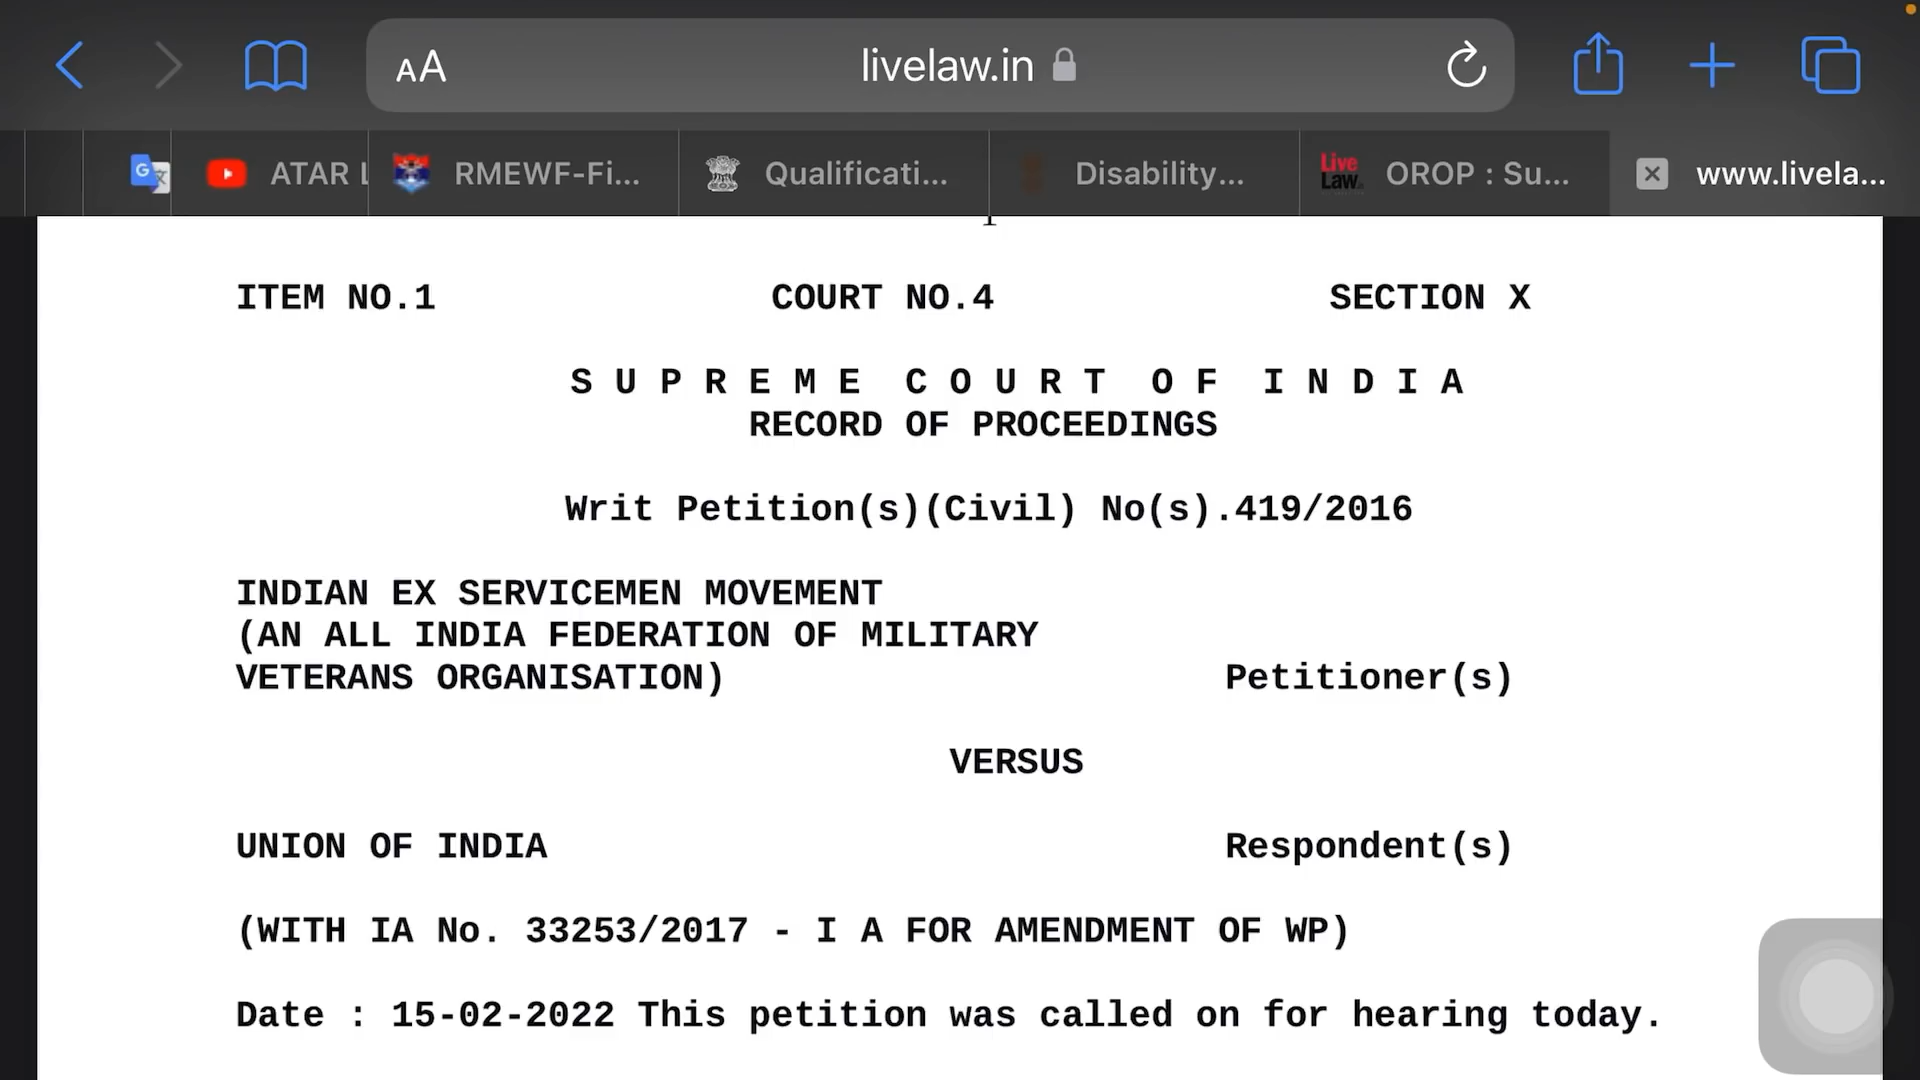 AA livelaw.in
ATAR L RMEWF-Fi... Qualificati... Disability... Live Law OROP : Su... www.livela...
ITEM NO.1 COURT NO.4 SECTION X
S U P R E M E C O U R T O F I N D I A
RECORD OF PROCEEDINGS
Writ Petition(s)(Civil) No(s).419/2016
INDIAN EX SERVICEMEN MOVEMENT
(AN ALL INDIA FEDERATION OF MILITARY
VETERANS ORGANISATION) Petitioner(s)
VERSUS
UNION OF INDIA Respondent(s)
(WITH IA No. 33253/2017 - I A FOR AMENDMENT OF WP)
Date : 15-02-2022 This petition was called on for hearing today.